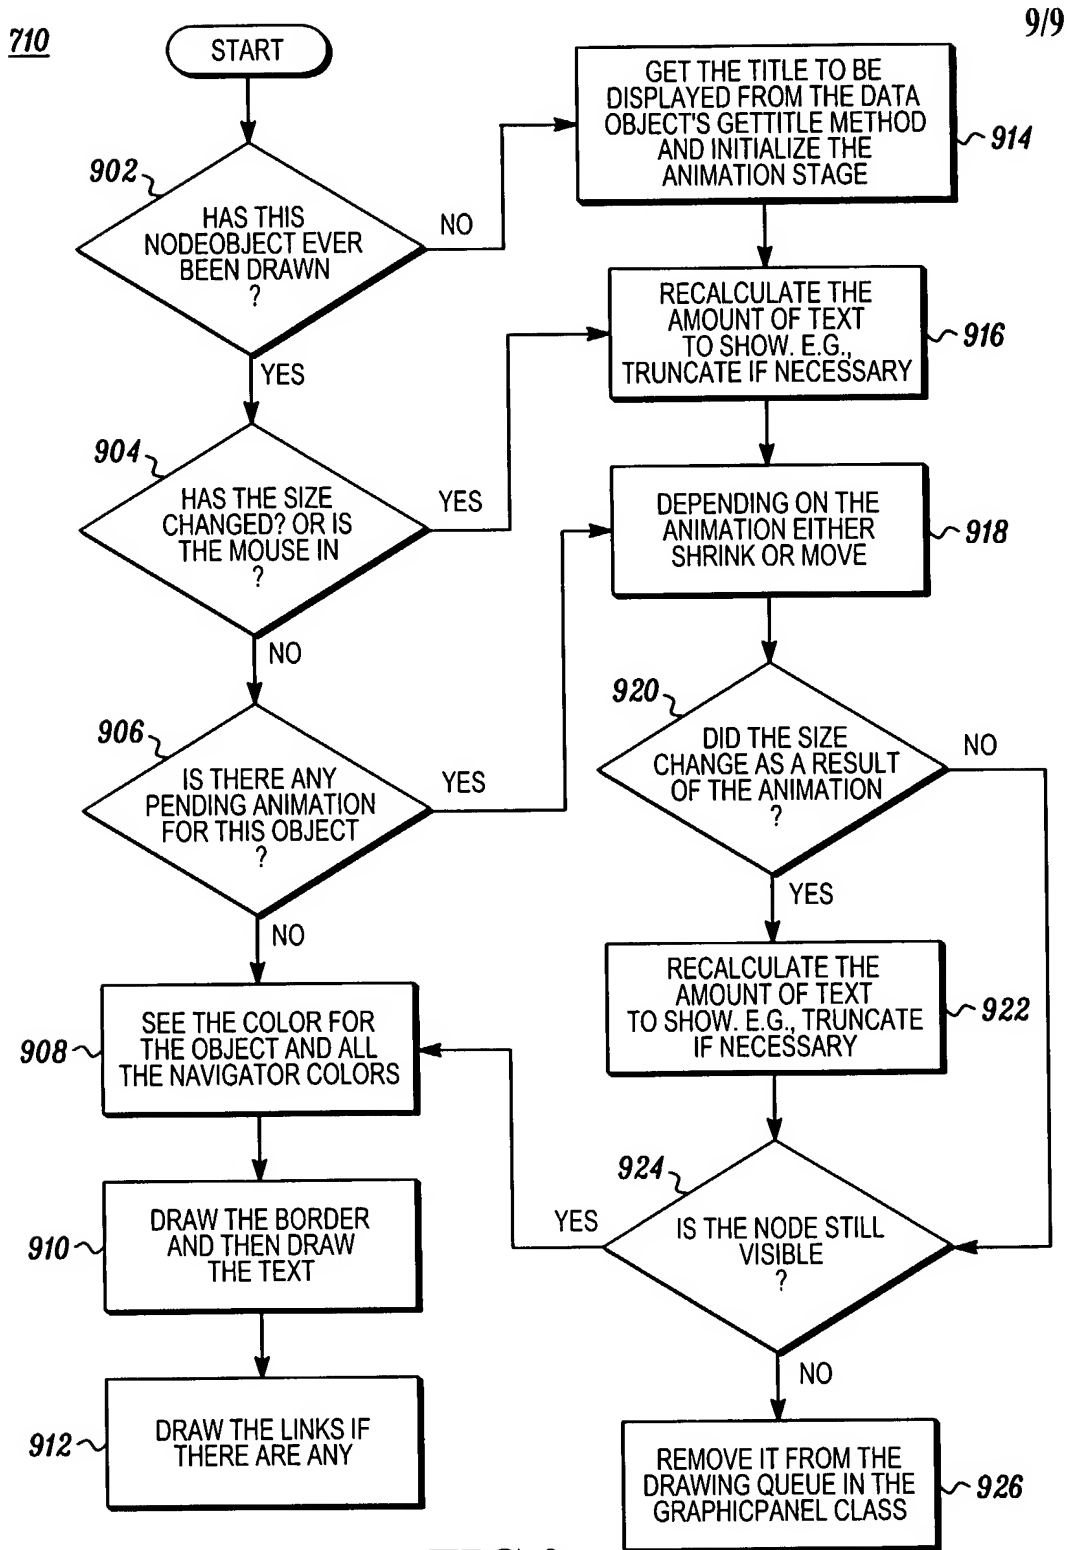 710
9/9
START
902
HAS THIS
NODEOBJECT EVER
BEEN DRAWN
?
NO
YES
914
GET THE TITLE TO BE
DISPLAYED FROM THE DATA
OBJECT'S GETTITLE METHOD
AND INITIALIZE THE
ANIMATION STAGE
904
HAS THE SIZE
CHANGED? OR IS
THE MOUSE IN
?
YES
NO
916
RECALCULATE THE
AMOUNT OF TEXT
TO SHOW. E.G.,
TRUNCATE IF NECESSARY
906
IS THERE ANY
PENDING ANIMATION
FOR THIS OBJECT
?
YES
NO
918
DEPENDING ON THE
ANIMATION EITHER
SHRINK OR MOVE
920
DID THE SIZE
CHANGE AS A RESULT
OF THE ANIMATION
?
NO
YES
908
SEE THE COLOR FOR
THE OBJECT AND ALL
THE NAVIGATOR COLORS
922
RECALCULATE THE
AMOUNT OF TEXT
TO SHOW. E.G., TRUNCATE
IF NECESSARY
910
DRAW THE BORDER
AND THEN DRAW
THE TEXT
924
IS THE NODE STILL
VISIBLE
?
YES
NO
912
DRAW THE LINKS IF
THERE ARE ANY
926
REMOVE IT FROM THE
DRAWING QUEUE IN THE
GRAPHICPANEL CLASS